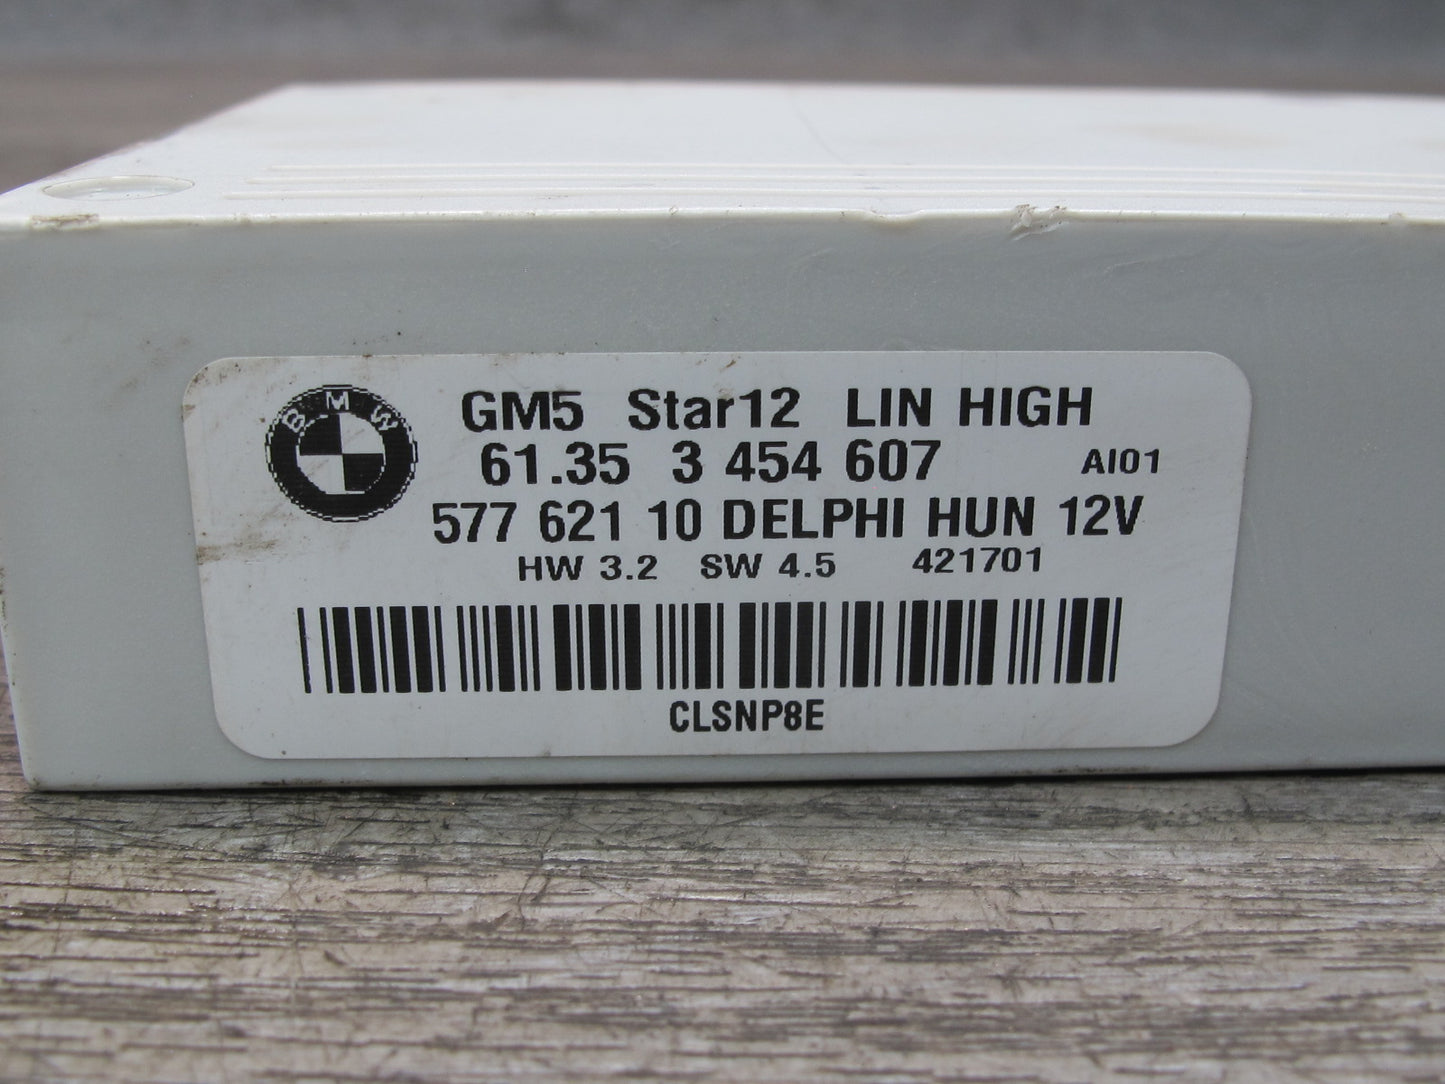 BMW
GM5 Star12 LIN HIGH
61.35 3 454 607 AI01
577 621 10 DELPHI HUN 12V
HW 3.2 SW 4.5 421701
CLSNP8E